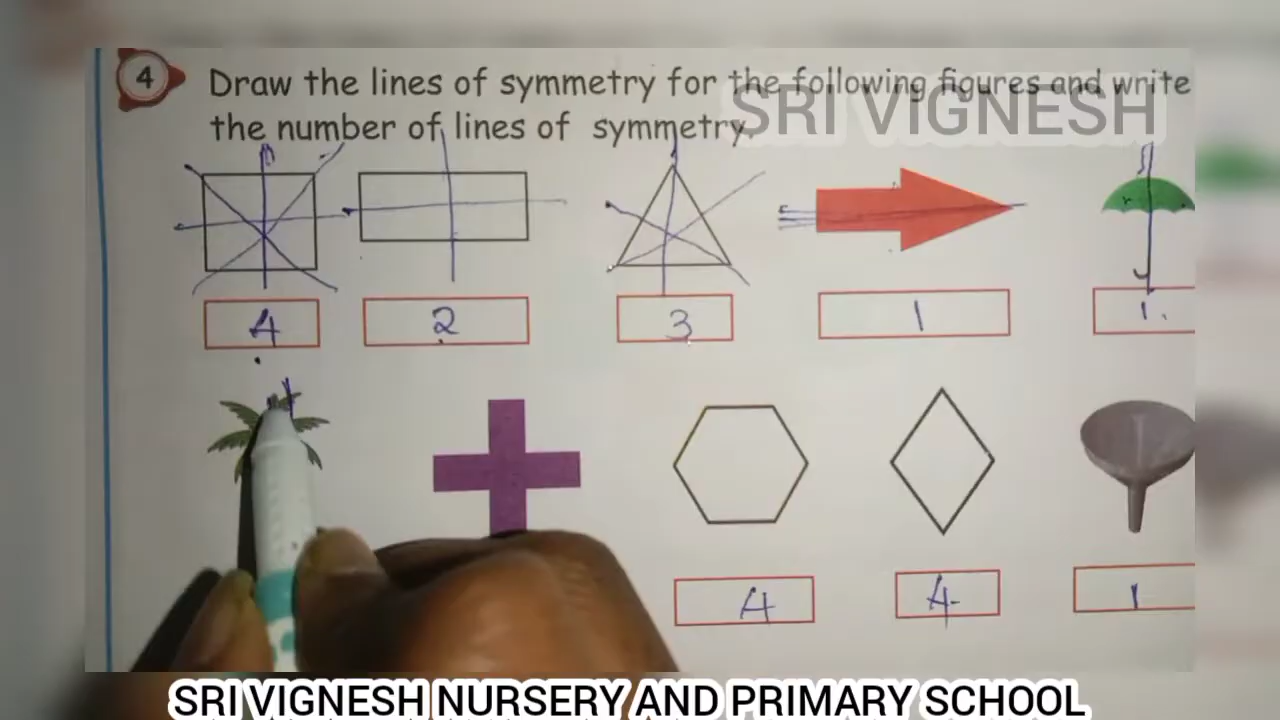 4
Draw the lines of symmetry for the following figures and write
the number of lines of symmetry.
SRI VIGNESH
4 2 3 1 1.
4 4 1
SRI VIGNESH NURSERY AND PRIMARY SCHOOL